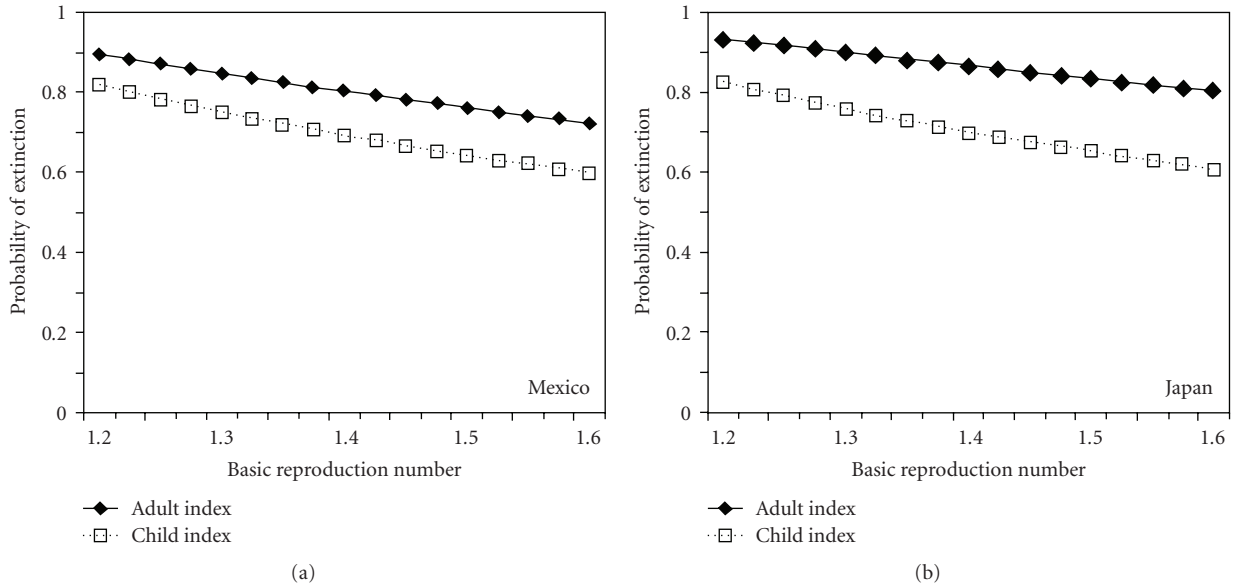 1
0.8
0.6
0.4
0.2
0
Probability of extinction
Mexico
1.2 1.3 1.4 1.5 1.6
Basic reproduction number
Adult index
Child index
(a)
1
0.8
0.6
0.4
0.2
0
Probability of extinction
Japan
1.2 1.3 1.4 1.5 1.6
Basic reproduction number
Adult index
Child index
(b)